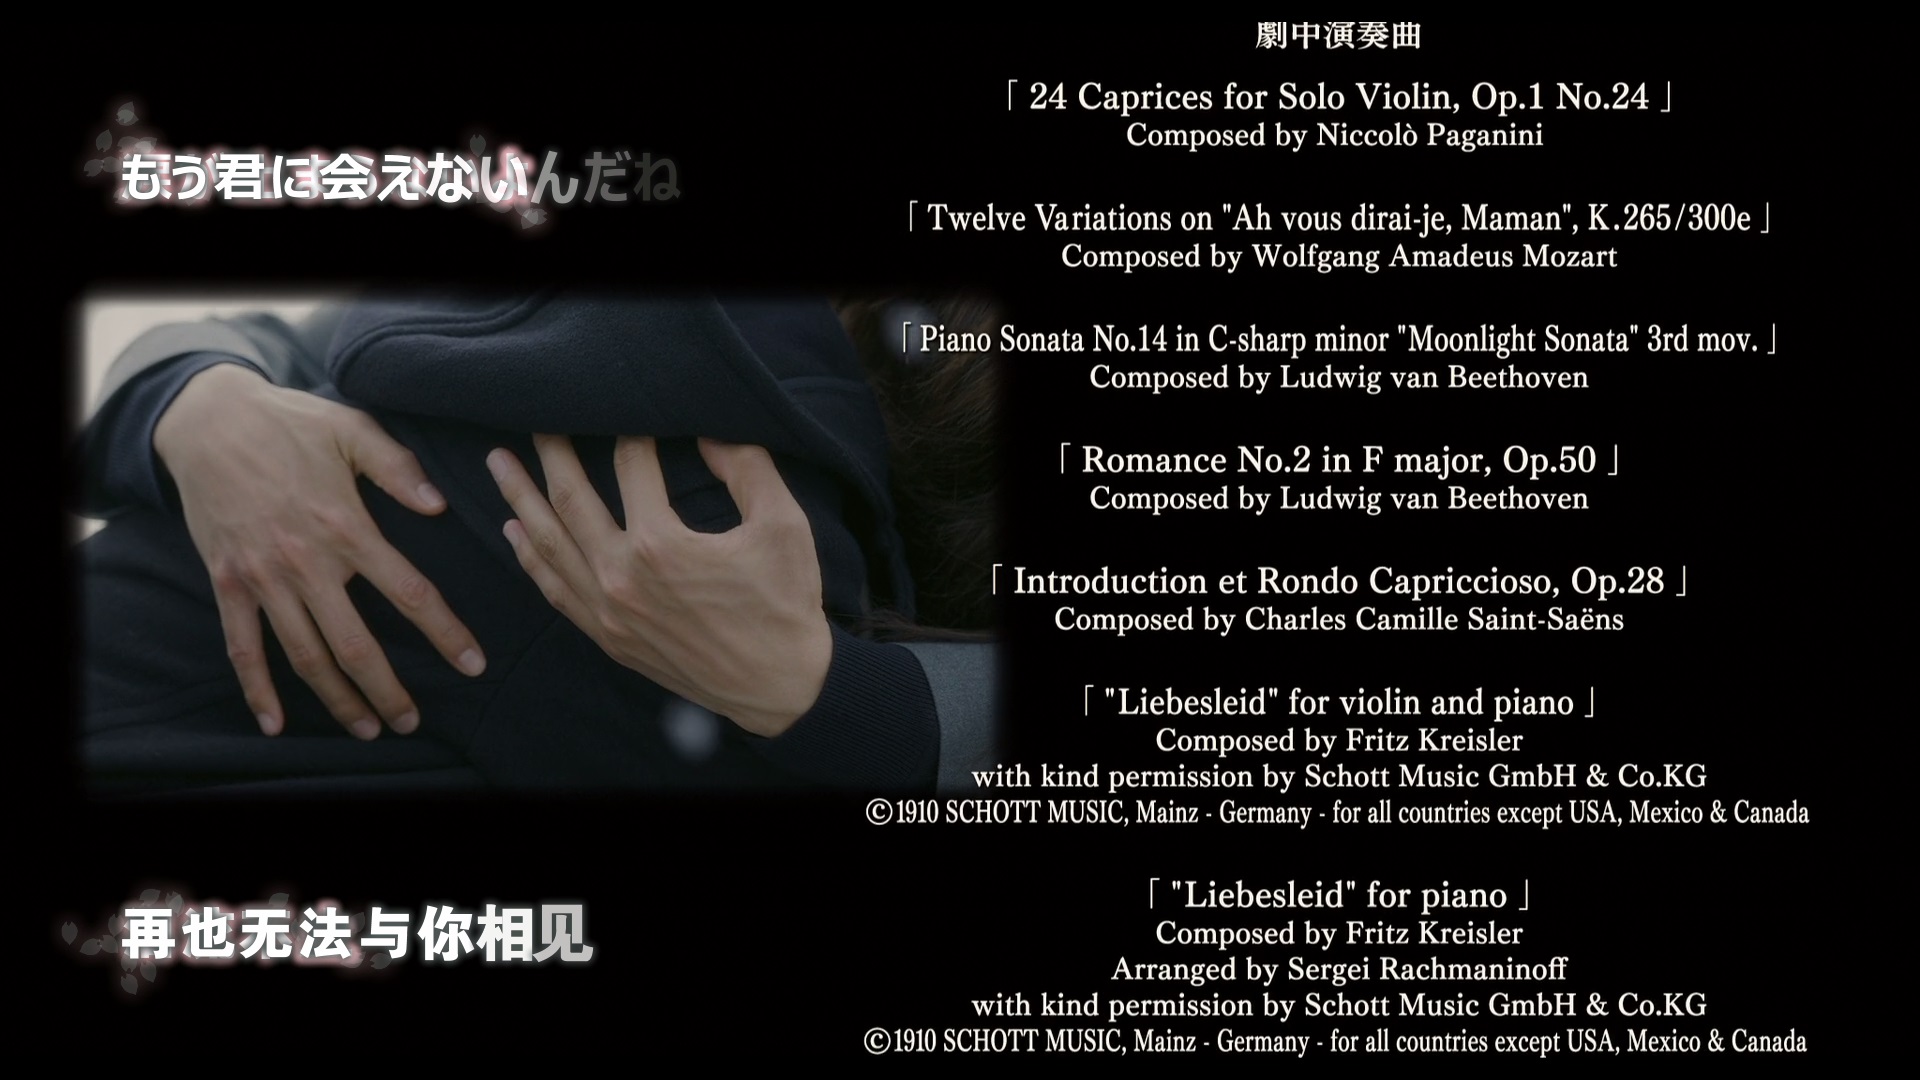 もう君に会えないんだね
再也无法与你相见
劇中演奏曲
「 24 Caprices for Solo Violin, Op.1 No.24 」
Composed by Niccolò Paganini
「 Twelve Variations on "Ah vous dirai-je, Maman", K.265/300e 」
Composed by Wolfgang Amadeus Mozart
「 Piano Sonata No.14 in C-sharp minor "Moonlight Sonata" 3rd mov. 」
Composed by Ludwig van Beethoven
「 Romance No.2 in F major, Op.50 」
Composed by Ludwig van Beethoven
「 Introduction et Rondo Capriccioso, Op.28 」
Composed by Charles Camille Saint-Saëns
「 "Liebesleid" for violin and piano 」
Composed by Fritz Kreisler
with kind permission by Schott Music GmbH & Co.KG
©1910 SCHOTT MUSIC, Mainz - Germany - for all countries except USA, Mexico & Canada
「 "Liebesleid" for piano 」
Composed by Fritz Kreisler
Arranged by Sergei Rachmaninoff
with kind permission by Schott Music GmbH & Co.KG
©1910 SCHOTT MUSIC, Mainz - Germany - for all countries except USA, Mexico & Canada